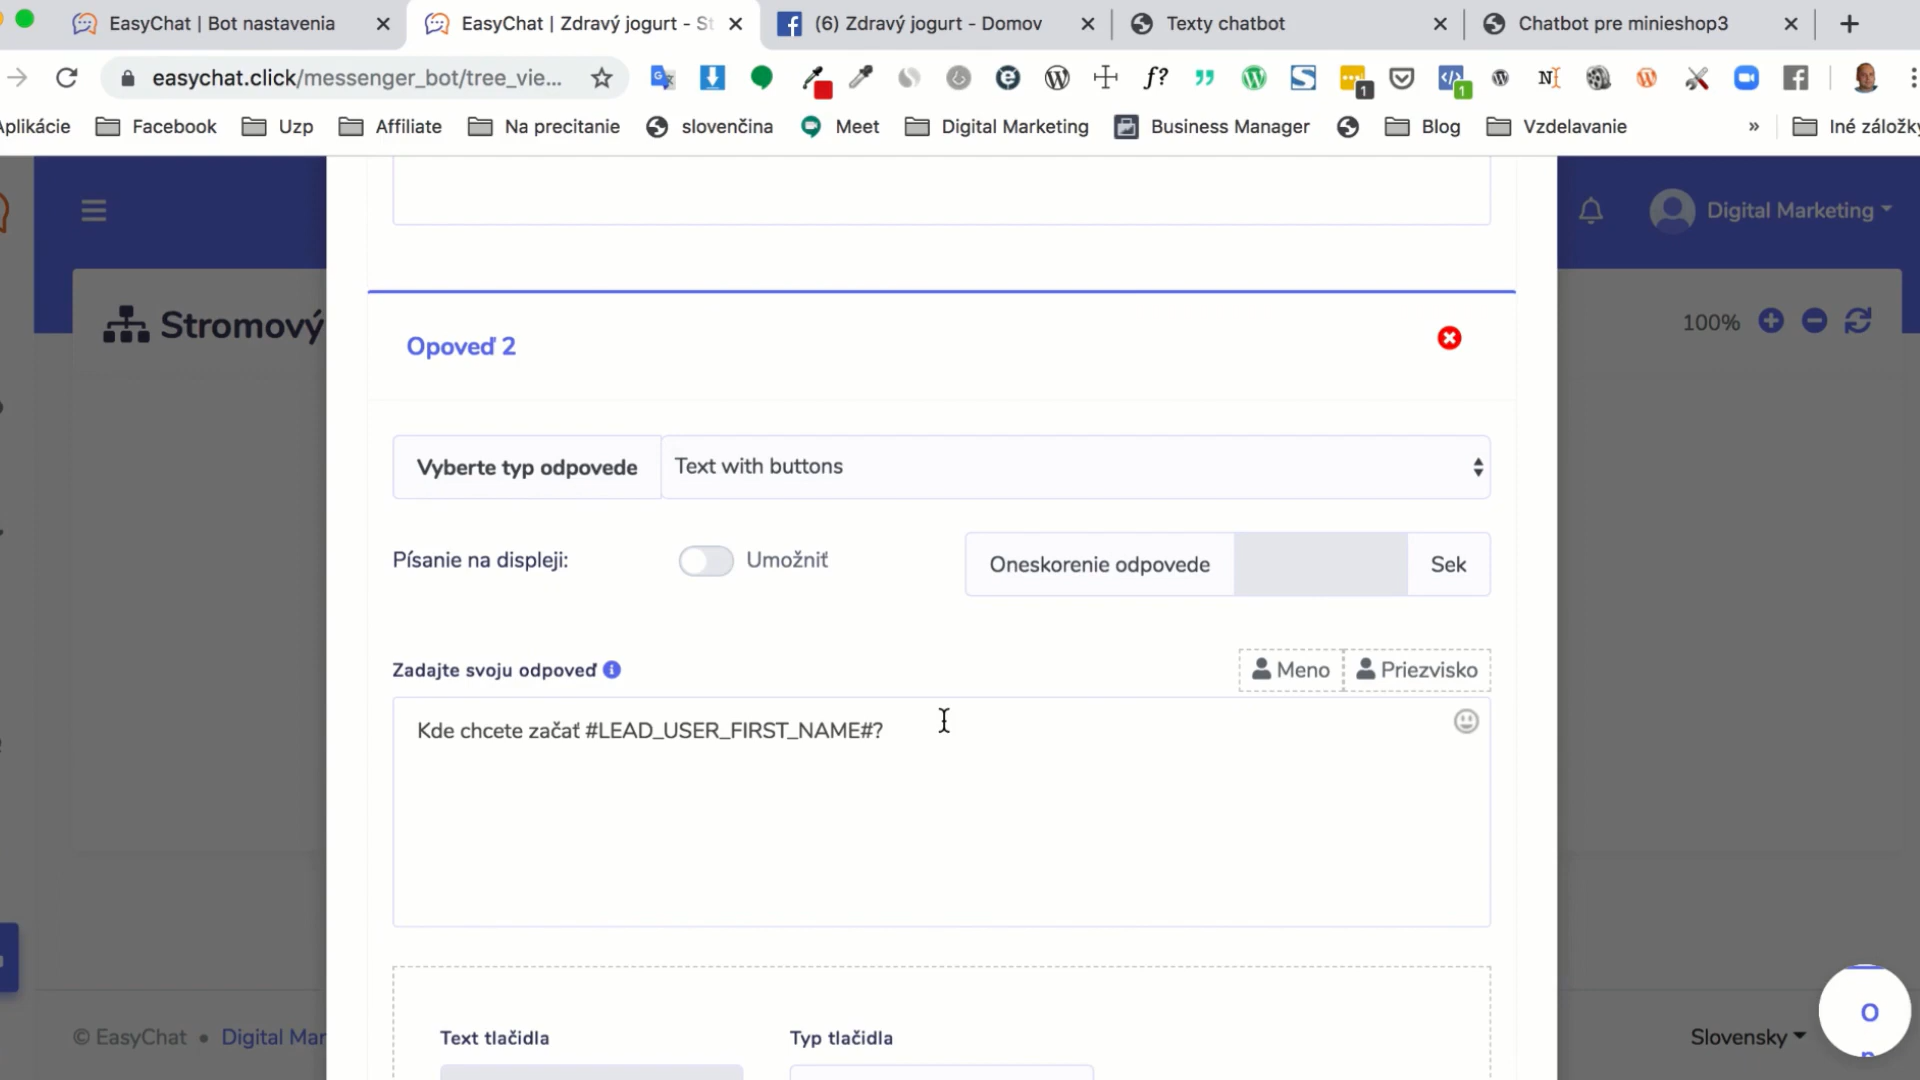 EasyChat | Bot nastavenia
EasyChat | Zdravý jogurt - St
(6) Zdravý jogurt - Domov
Texty chatbot
Chatbot pre minieshop3
easychat.click/messenger_bot/tree_vie...
1
1
Aplikácie
Facebook
Uzp
Affiliate
Na precitanie
slovenčina
Meet
Digital Marketing
Business Manager
Blog
Vzdelavanie
»
Iné záložky
Digital Marketing
Stromový
100%
Opoveď 2
Vyberte typ odpovede
Text with buttons
Písanie na displeji:
Umožniť
Oneskorenie odpovede
Sek
Zadajte svoju odpoveď
Meno
Priezvisko
Kde chcete začať #LEAD_USER_FIRST_NAME#?
Text tlačidla
Typ tlačidla
© EasyChat • Digital Mar
Slovensky
O